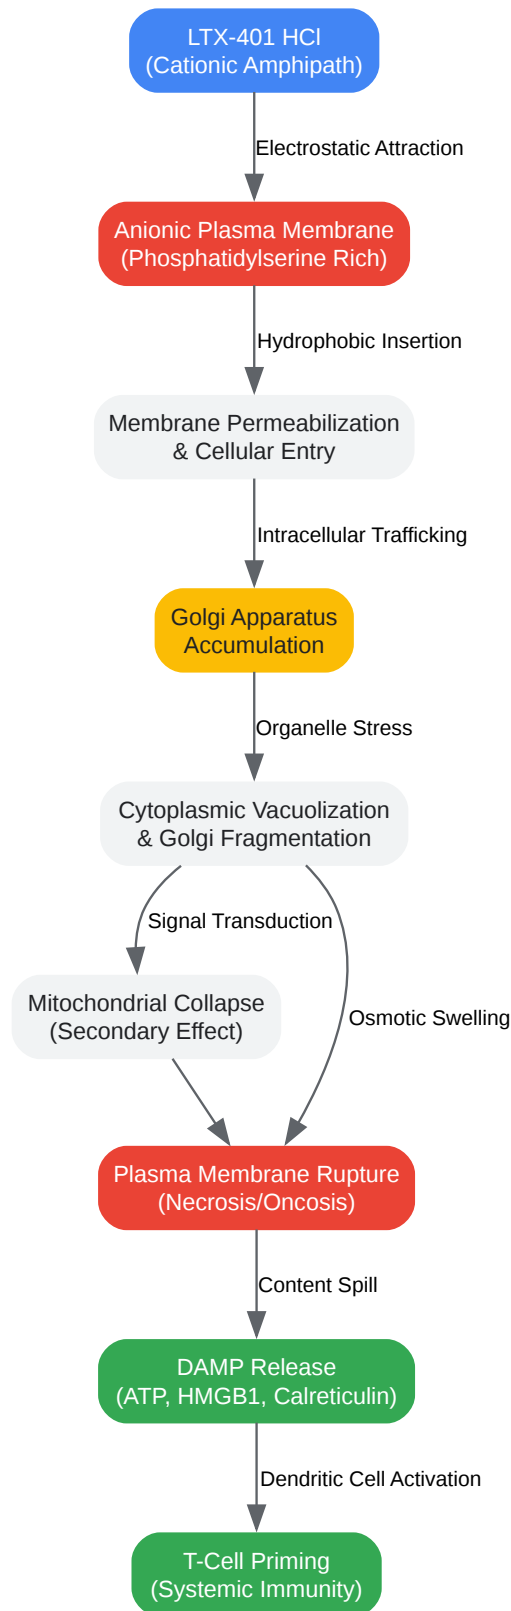 LTX-401 HCl
(Cationic Amphipath)
Electrostatic Attraction
Anionic Plasma Membrane
(Phosphatidylserine Rich)
Hydrophobic Insertion
Membrane Permeabilization
& Cellular Entry
Intracellular Trafficking
Golgi Apparatus
Accumulation
Organelle Stress
Cytoplasmic Vacuolization
& Golgi Fragmentation
Signal Transduction
Mitochondrial Collapse
(Secondary Effect)
Osmotic Swelling
Plasma Membrane Rupture
(Necrosis/Oncosis)
Content Spill
DAMP Release
(ATP, HMGB1, Calreticulin)
Dendritic Cell Activation
T-Cell Priming
(Systemic Immunity)